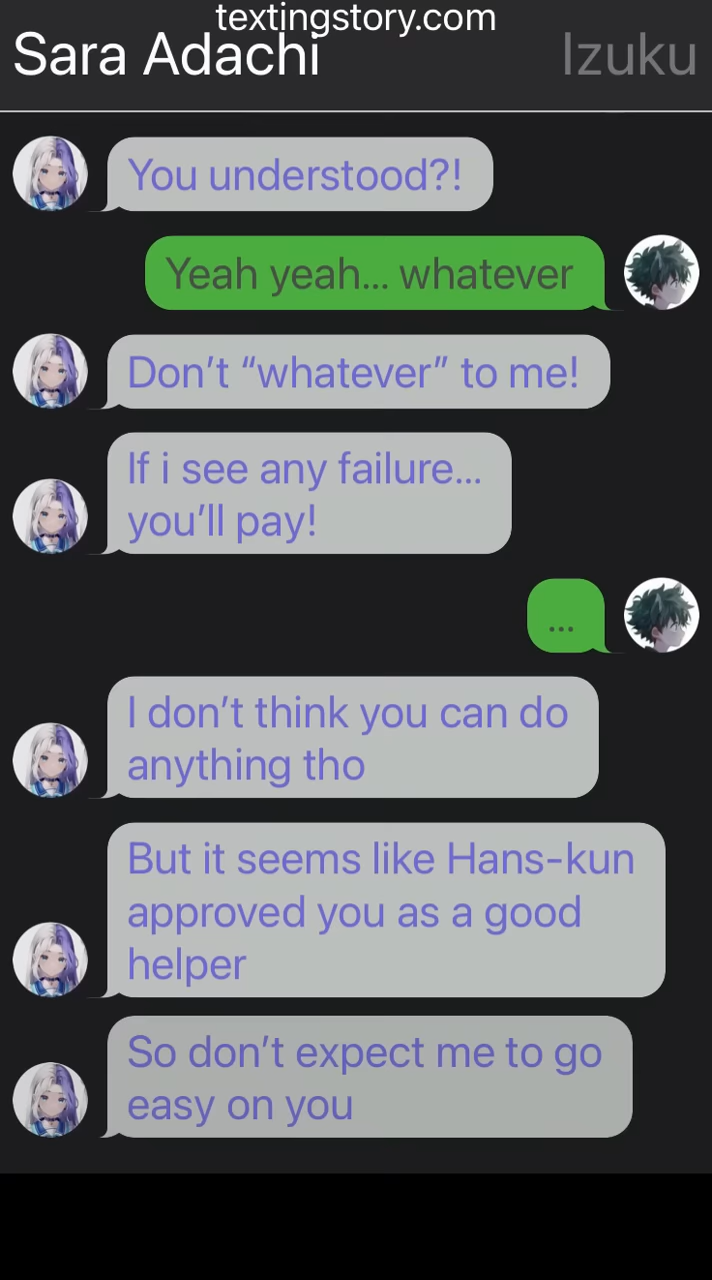 textingstory.com
Sara Adachi Izuku
You understood?!
Yeah yeah... whatever
Don’t “whatever” to me!
If i see any failure...
you’ll pay!
...
I don’t think you can do
anything tho
But it seems like Hans-kun
approved you as a good
helper
So don’t expect me to go
easy on you